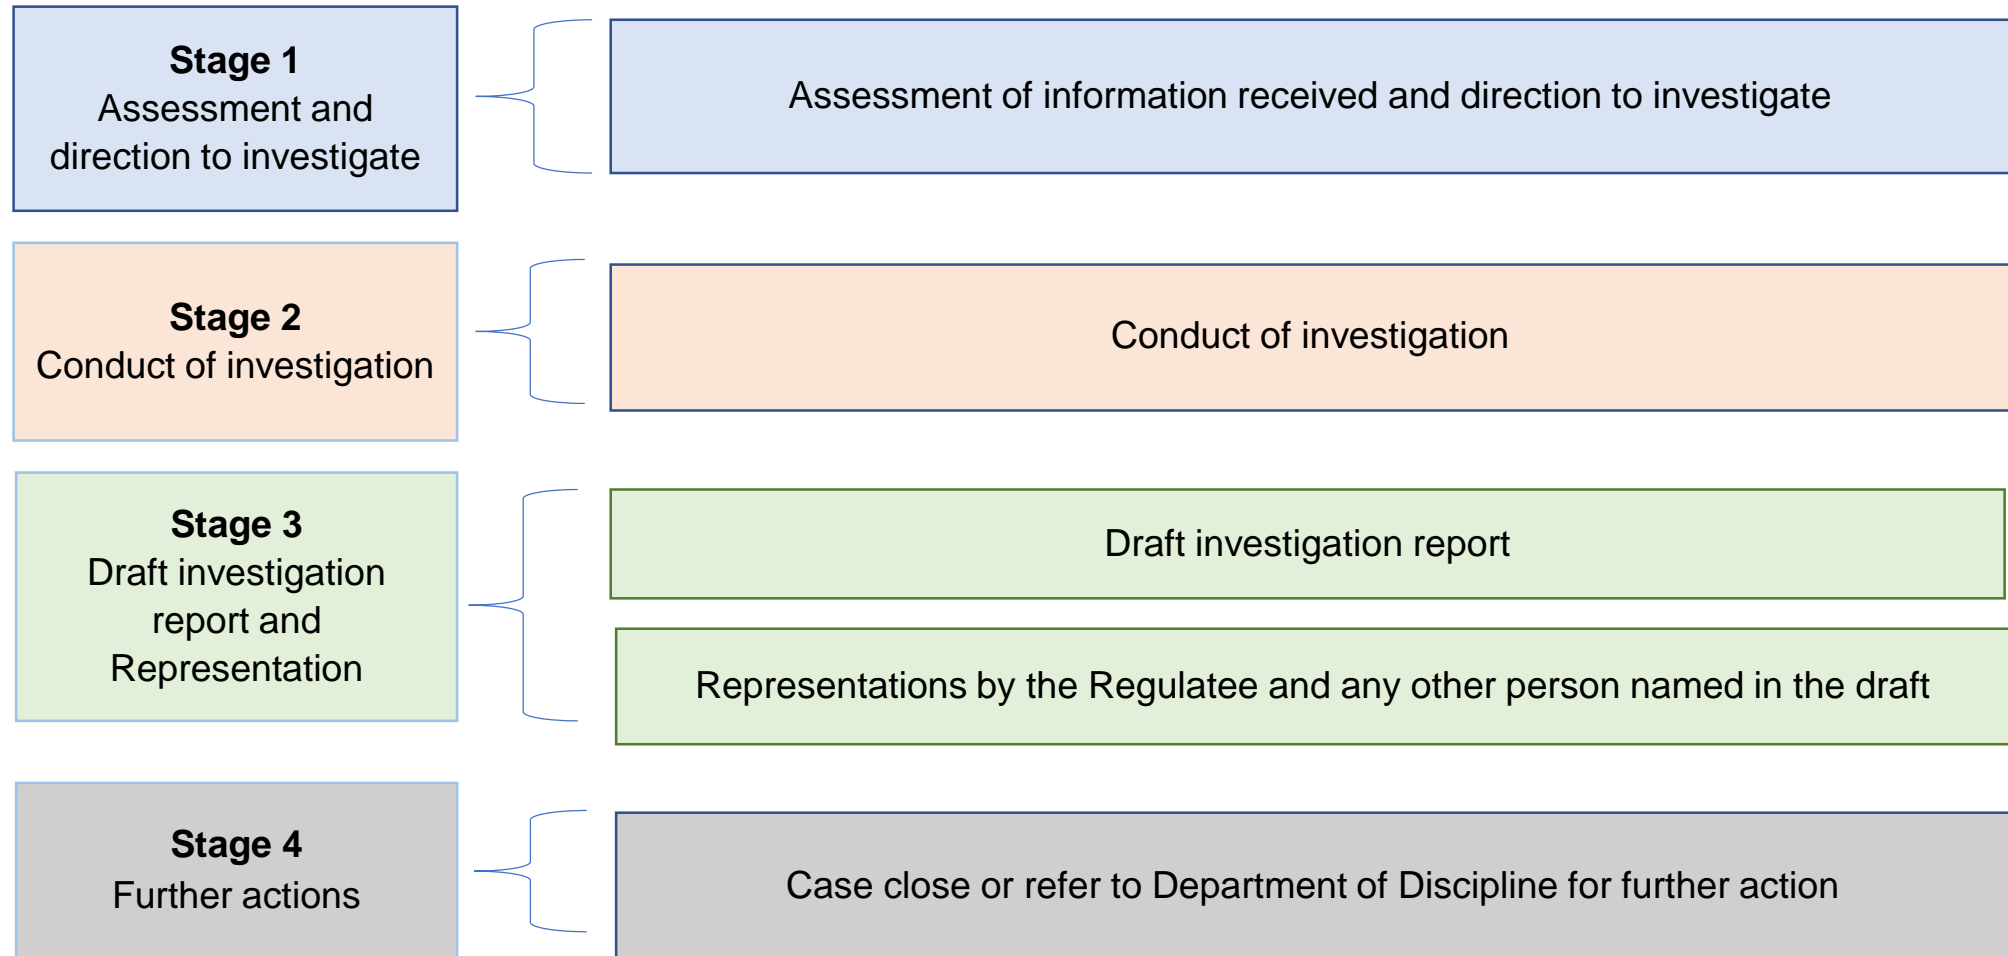 Stage 1
Assessment and
direction to investigate
Assessment of information received and direction to investigate
Stage 2
Conduct of investigation
Conduct of investigation
Stage 3
Draft investigation
report and
Representation
Draft investigation report
Representations by the Regulatee and any other person named in the draft
Stage 4
Further actions
Case close or refer to Department of Discipline for further action